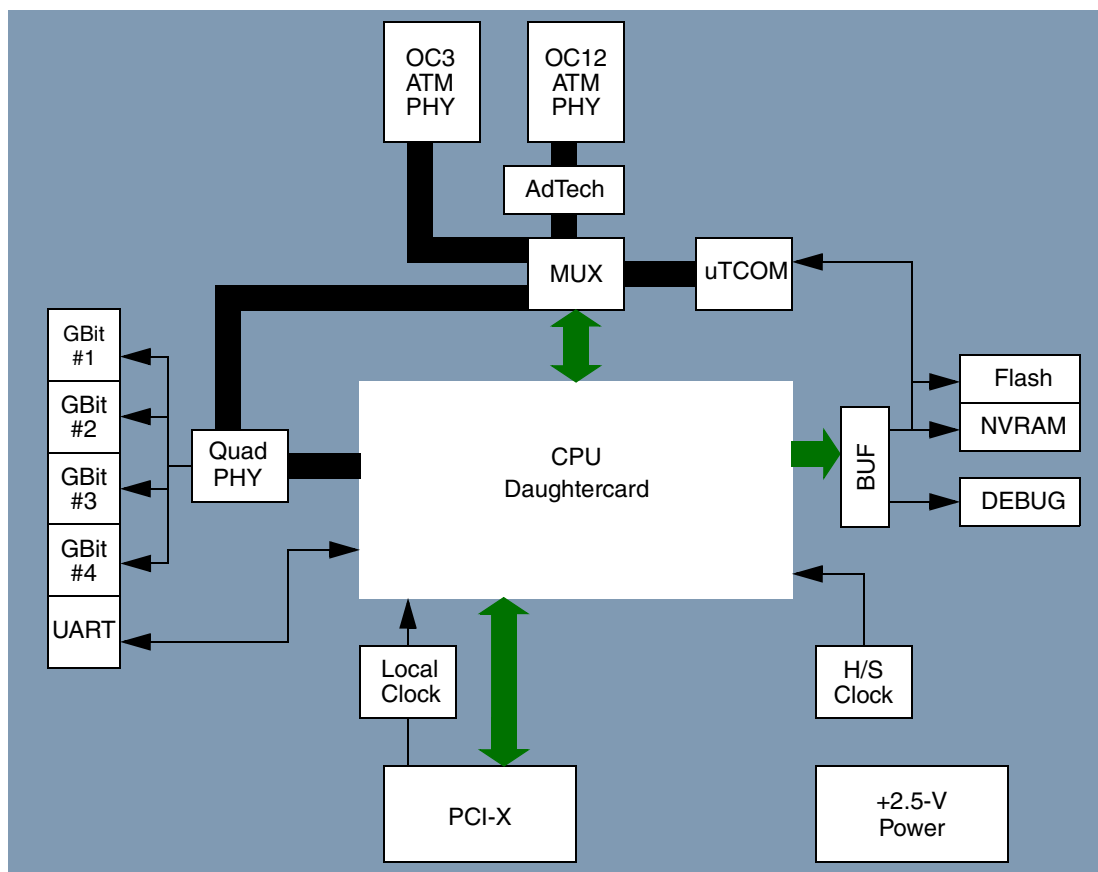 OC3
ATM
PHY
OC12
ATM
PHY
AdTech
MUX
uTCOM
GBit
#1
GBit
#2
GBit
#3
GBit
#4
UART
Quad
PHY
CPU
Daughtercard
BUF
Flash
NVRAM
DEBUG
Local
Clock
H/S
Clock
PCI-X
+2.5-V
Power